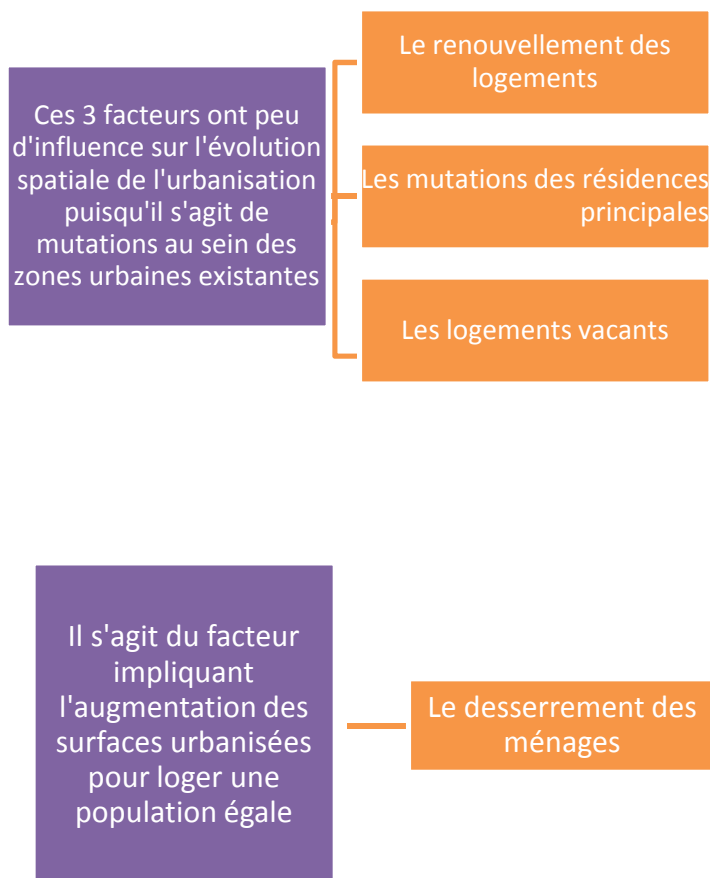 Ces 3 facteurs ont peu
d'influence sur l'évolution
spatiale de l'urbanisation
puisqu'il s'agit de
mutations au sein des
zones urbaines existantes
Le renouvellement des
logements
Les mutations des résidences
principales
Les logements vacants
Il s'agit du facteur
impliquant
l'augmentation des
surfaces urbanisées
pour loger une
population égale
Le desserrement des
ménages